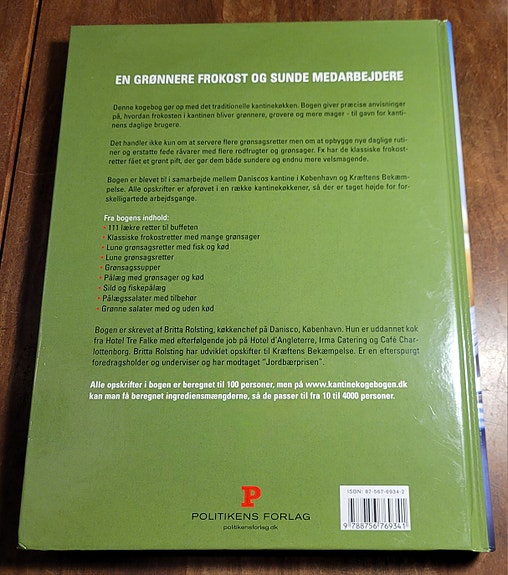 EN GRØNNERE FROKOST OG SUNDE MEDARBEJDERE
Denne kogebog gør op med det traditionelle kantinekøkken. Bogen giver præcise anvisninger
på, hvordan frokosten i kantinen bliver grønnere, grovere og mere mager - til gavn for kanti-
nens daglige brugere.
Det handler ikke kun om at servere flere grønsagsretter men om at opbygge nye daglige ruti-
ner og erstatte fede råvarer med flere rodfrugter og grønsager. Fx har de klassiske frokost-
retter fået et grønt pift, der gør dem både sundere og endnu mere velsmagende.
Bogen er blevet til i samarbejde mellem Daniscos kantine i København og Kræftens Bekæm-
pelse. Alle opskrifter er afprøvet i en række kantinekøkkener, så der er taget højde for for-
skelligartede arbejdsgange.
Fra bogens indhold:
• 111 lækre retter til buffeten
• Klassiske frokostretter med mange grønsager
• Lune grønsagsretter med fisk og kød
• Lune grønsagsretter
• Grønsagssupper
• Pålæg med grønsager og kød
• Sild og fiskepålæg
• Pålægssalater med tilbehør
• Grønne salater med og uden kød
Bogen er skrevet af Britta Rolsting, køkkenchef på Danisco, København. Hun er uddannet kok
fra Hotel Tre Falke med efterfølgende job på Hotel d'Angleterre, Irma Catering og Café Char-
lottenborg. Britta Rolsting har udviklet opskrifter til Kræftens Bekæmpelse. Er en efterspurgt
foredragsholder og underviser og har modtaget "Jordbærprisen".
Alle opskrifter i bogen er beregnet til 100 personer, men på www.kantinekogebogen.dk
kan man få beregnet ingrediensmængderne, så de passer til fra 10 til 4000 personer.
P
POLITIKENS FORLAG
politikensforlag.dk
ISBN: 87-567-6934-2
9 788756 769341